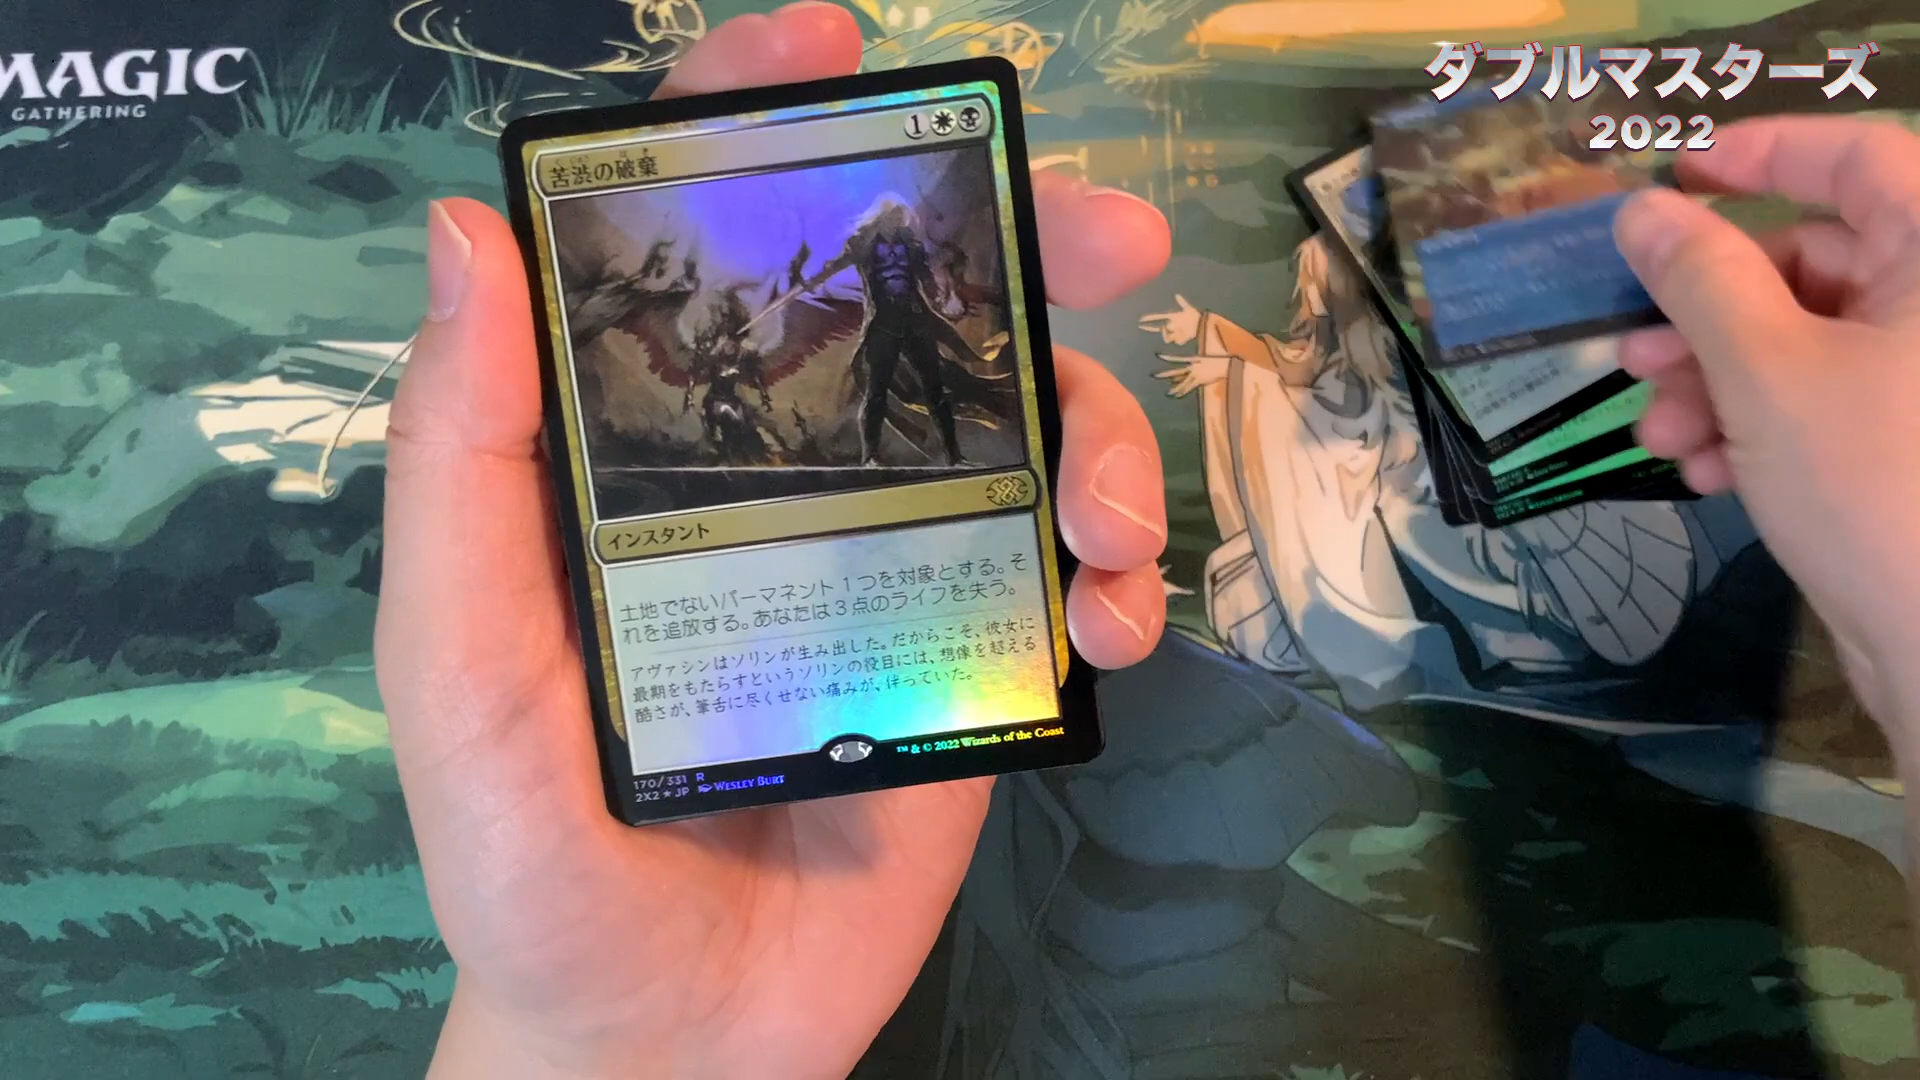 MAGIC
GATHERING
ダブルマスターズ
2022
苦渋の破棄
1
インスタント
土地でないパーマネント1つを対象とする。そ
れを追放する。あなたは3点のライフを失う。
アヴァシンはソリンが生み出した。だからこそ、彼女に
最期をもたらすというソリンの役目には、想像を超える
酷さが、筆舌に尽くせない痛みが、伴っていた。
™ & © 2022 Wizards of the Coast
170/331 R
2X2 ★ JP WESLEY BURT